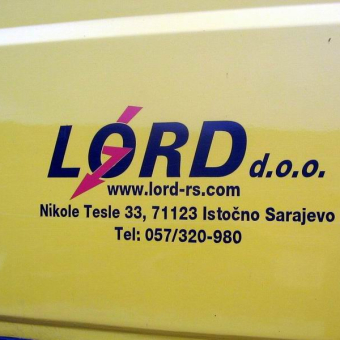 LORD d.o.o.
www.lord-rs.com
Nikole Tesle 33, 71123 Istočno Sarajevo
Tel: 057/320-980